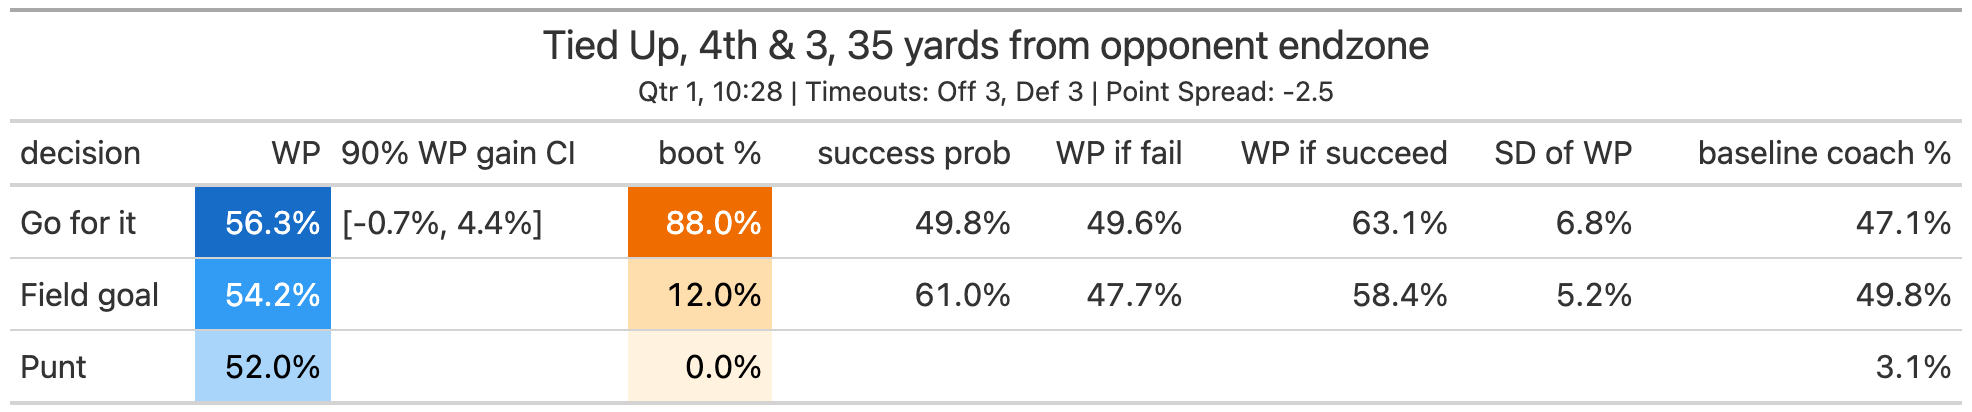 Tied Up, 4th & 3, 35 yards from opponent endzone
Qtr 1, 10:28 | Timeouts: Off 3, Def 3 | Point Spread: -2.5
decision WP 90% WP gain CI boot % success prob WP if fail WP if succeed SD of WP baseline coach %
Go for it 56.3% [-0.7%, 4.4%] 88.0% 49.8% 49.6% 63.1% 6.8% 47.1%
Field goal 54.2% 12.0% 61.0% 47.7% 58.4% 5.2% 49.8%
Punt 52.0% 0.0% 3.1%